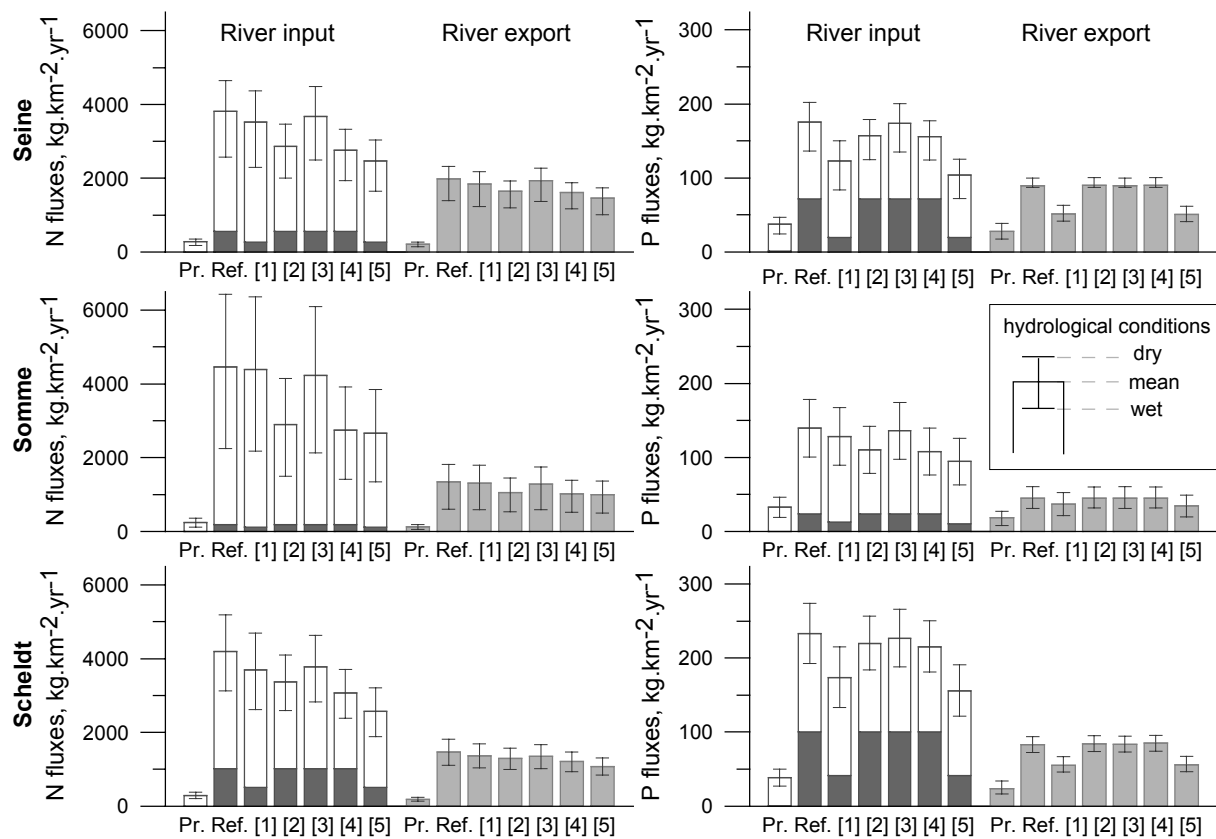 Seine
N fluxes, kg.km-2.yr-1
6000
4000
2000
0
River input
River export
Pr. Ref. [1] [2] [3] [4] [5]
Pr. Ref. [1] [2] [3] [4] [5]
P fluxes, kg.km-2.yr-1
300
200
100
0
River input
River export
Pr. Ref. [1] [2] [3] [4] [5]
Pr. Ref. [1] [2] [3] [4] [5]
Somme
N fluxes, kg.km-2.yr-1
6000
4000
2000
0
Pr. Ref. [1] [2] [3] [4] [5]
Pr. Ref. [1] [2] [3] [4] [5]
P fluxes, kg.km-2.yr-1
300
200
100
0
hydrological conditions
dry
mean
wet
Pr. Ref. [1] [2] [3] [4] [5]
Pr. Ref. [1] [2] [3] [4] [5]
Scheldt
N fluxes, kg.km-2.yr-1
6000
4000
2000
0
Pr. Ref. [1] [2] [3] [4] [5]
Pr. Ref. [1] [2] [3] [4] [5]
P fluxes, kg.km-2.yr-1
300
200
100
0
Pr. Ref. [1] [2] [3] [4] [5]
Pr. Ref. [1] [2] [3] [4] [5]